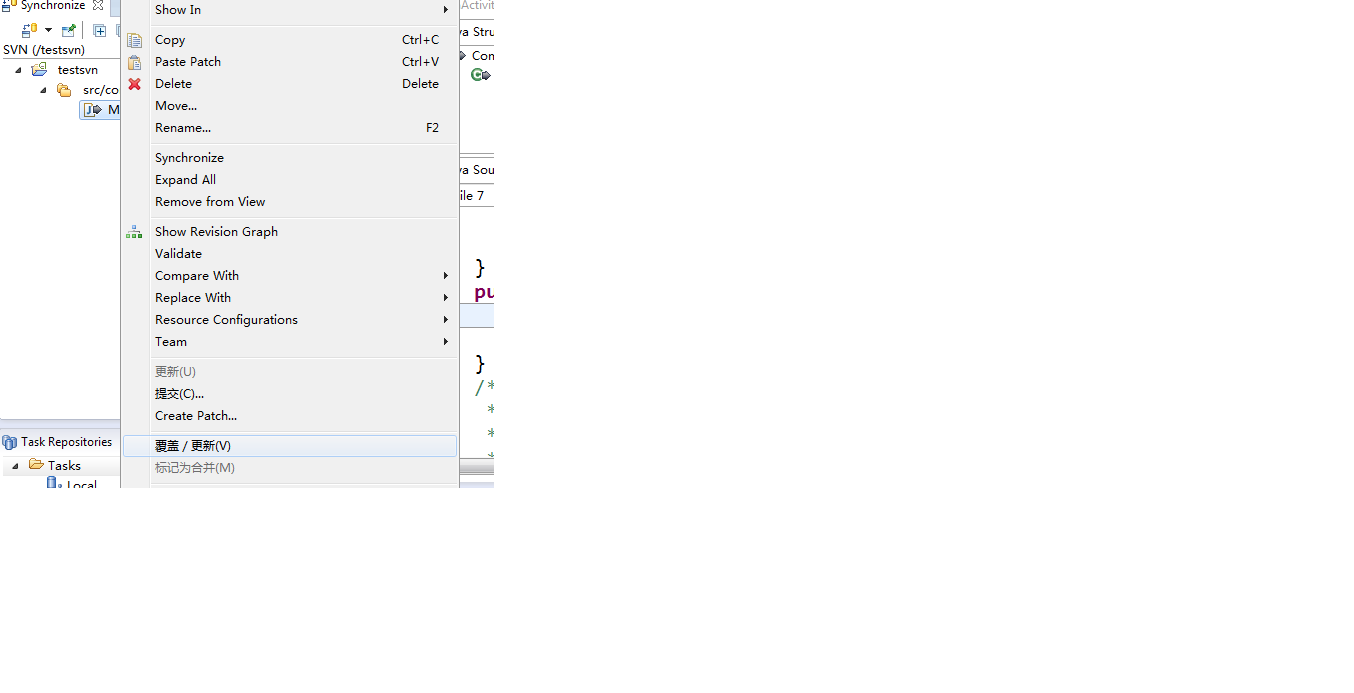 Synchronize
SVN (/testsvn)
testsvn
src/co
M
Show In
Copy Ctrl+C
Paste Patch Ctrl+V
Delete Delete
Move...
Rename... F2
Synchronize
Expand All
Remove from View
Show Revision Graph
Validate
Compare With
Replace With
Resource Configurations
Team
更新(U)
提交(C)...
Create Patch...
覆盖 / 更新(V)
标记为合并(M)
Task Repositories
Tasks
Local
Activit
va Stru
Con
va Sou
ile 7
}
pu
}
/*
*
*
*